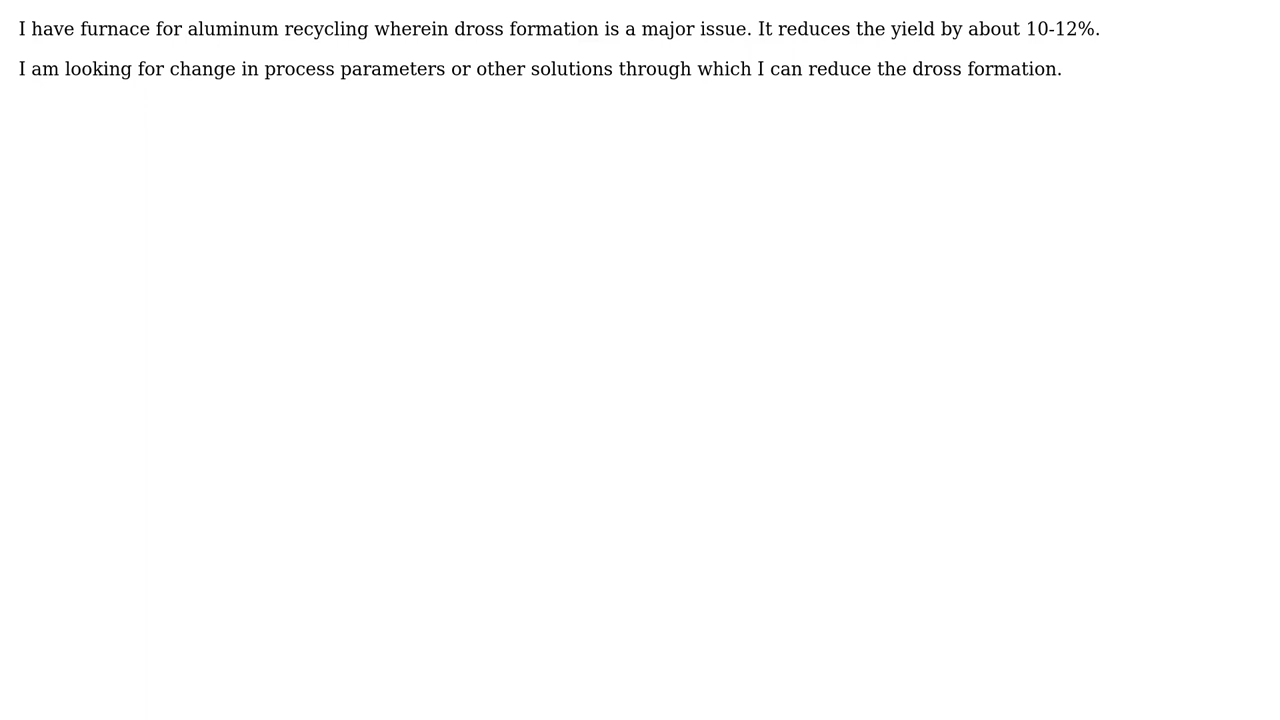 I have furnace for aluminum recycling wherein dross formation is a major issue. It reduces the yield by about 10-12%.
I am looking for change in process parameters or other solutions through which I can reduce the dross formation.